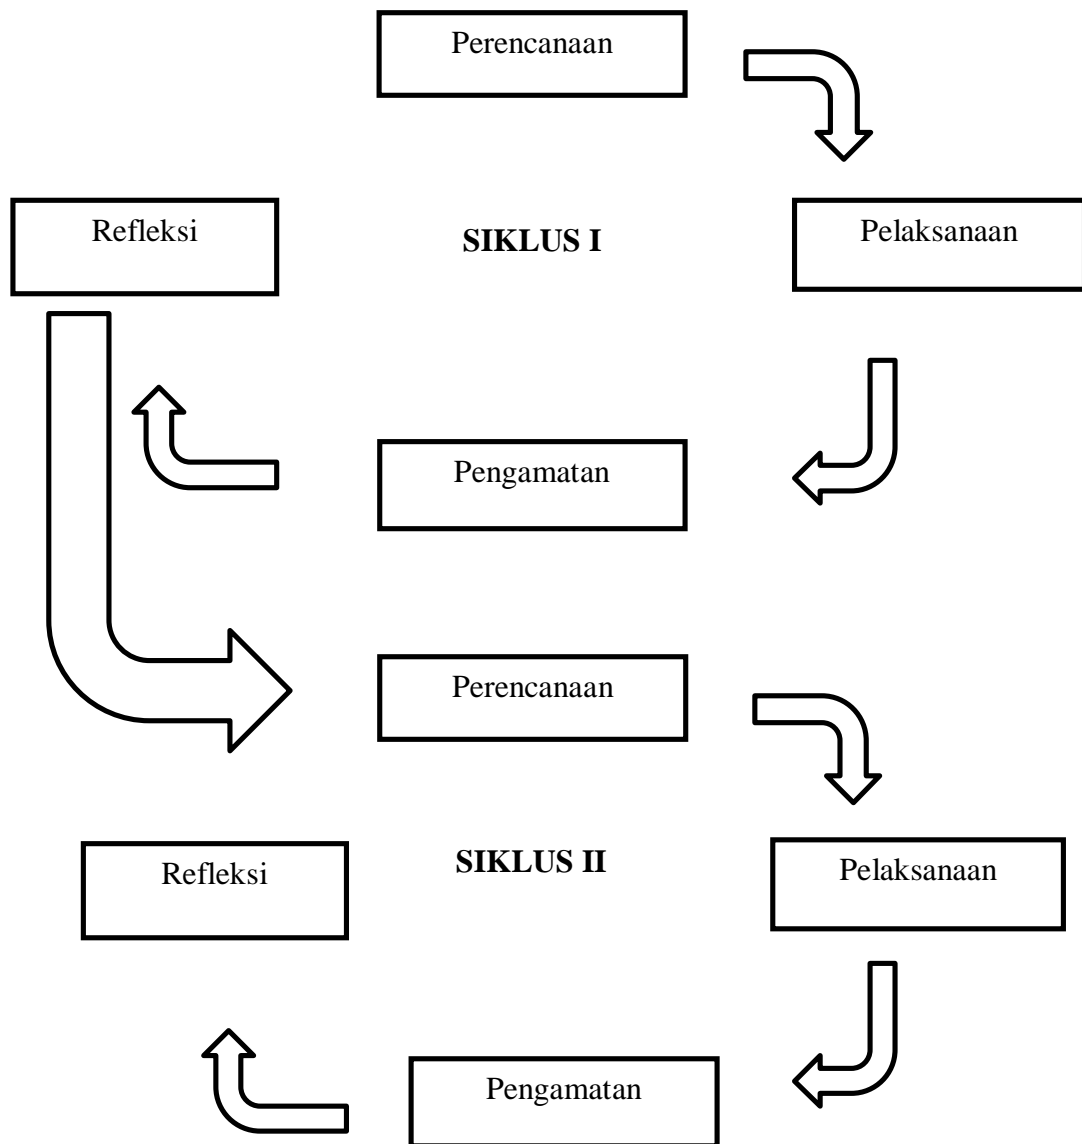 Perencanaan
Refleksi
SIKLUS I
Pelaksanaan
Pengamatan
Perencanaan
Refleksi
SIKLUS II
Pelaksanaan
Pengamatan